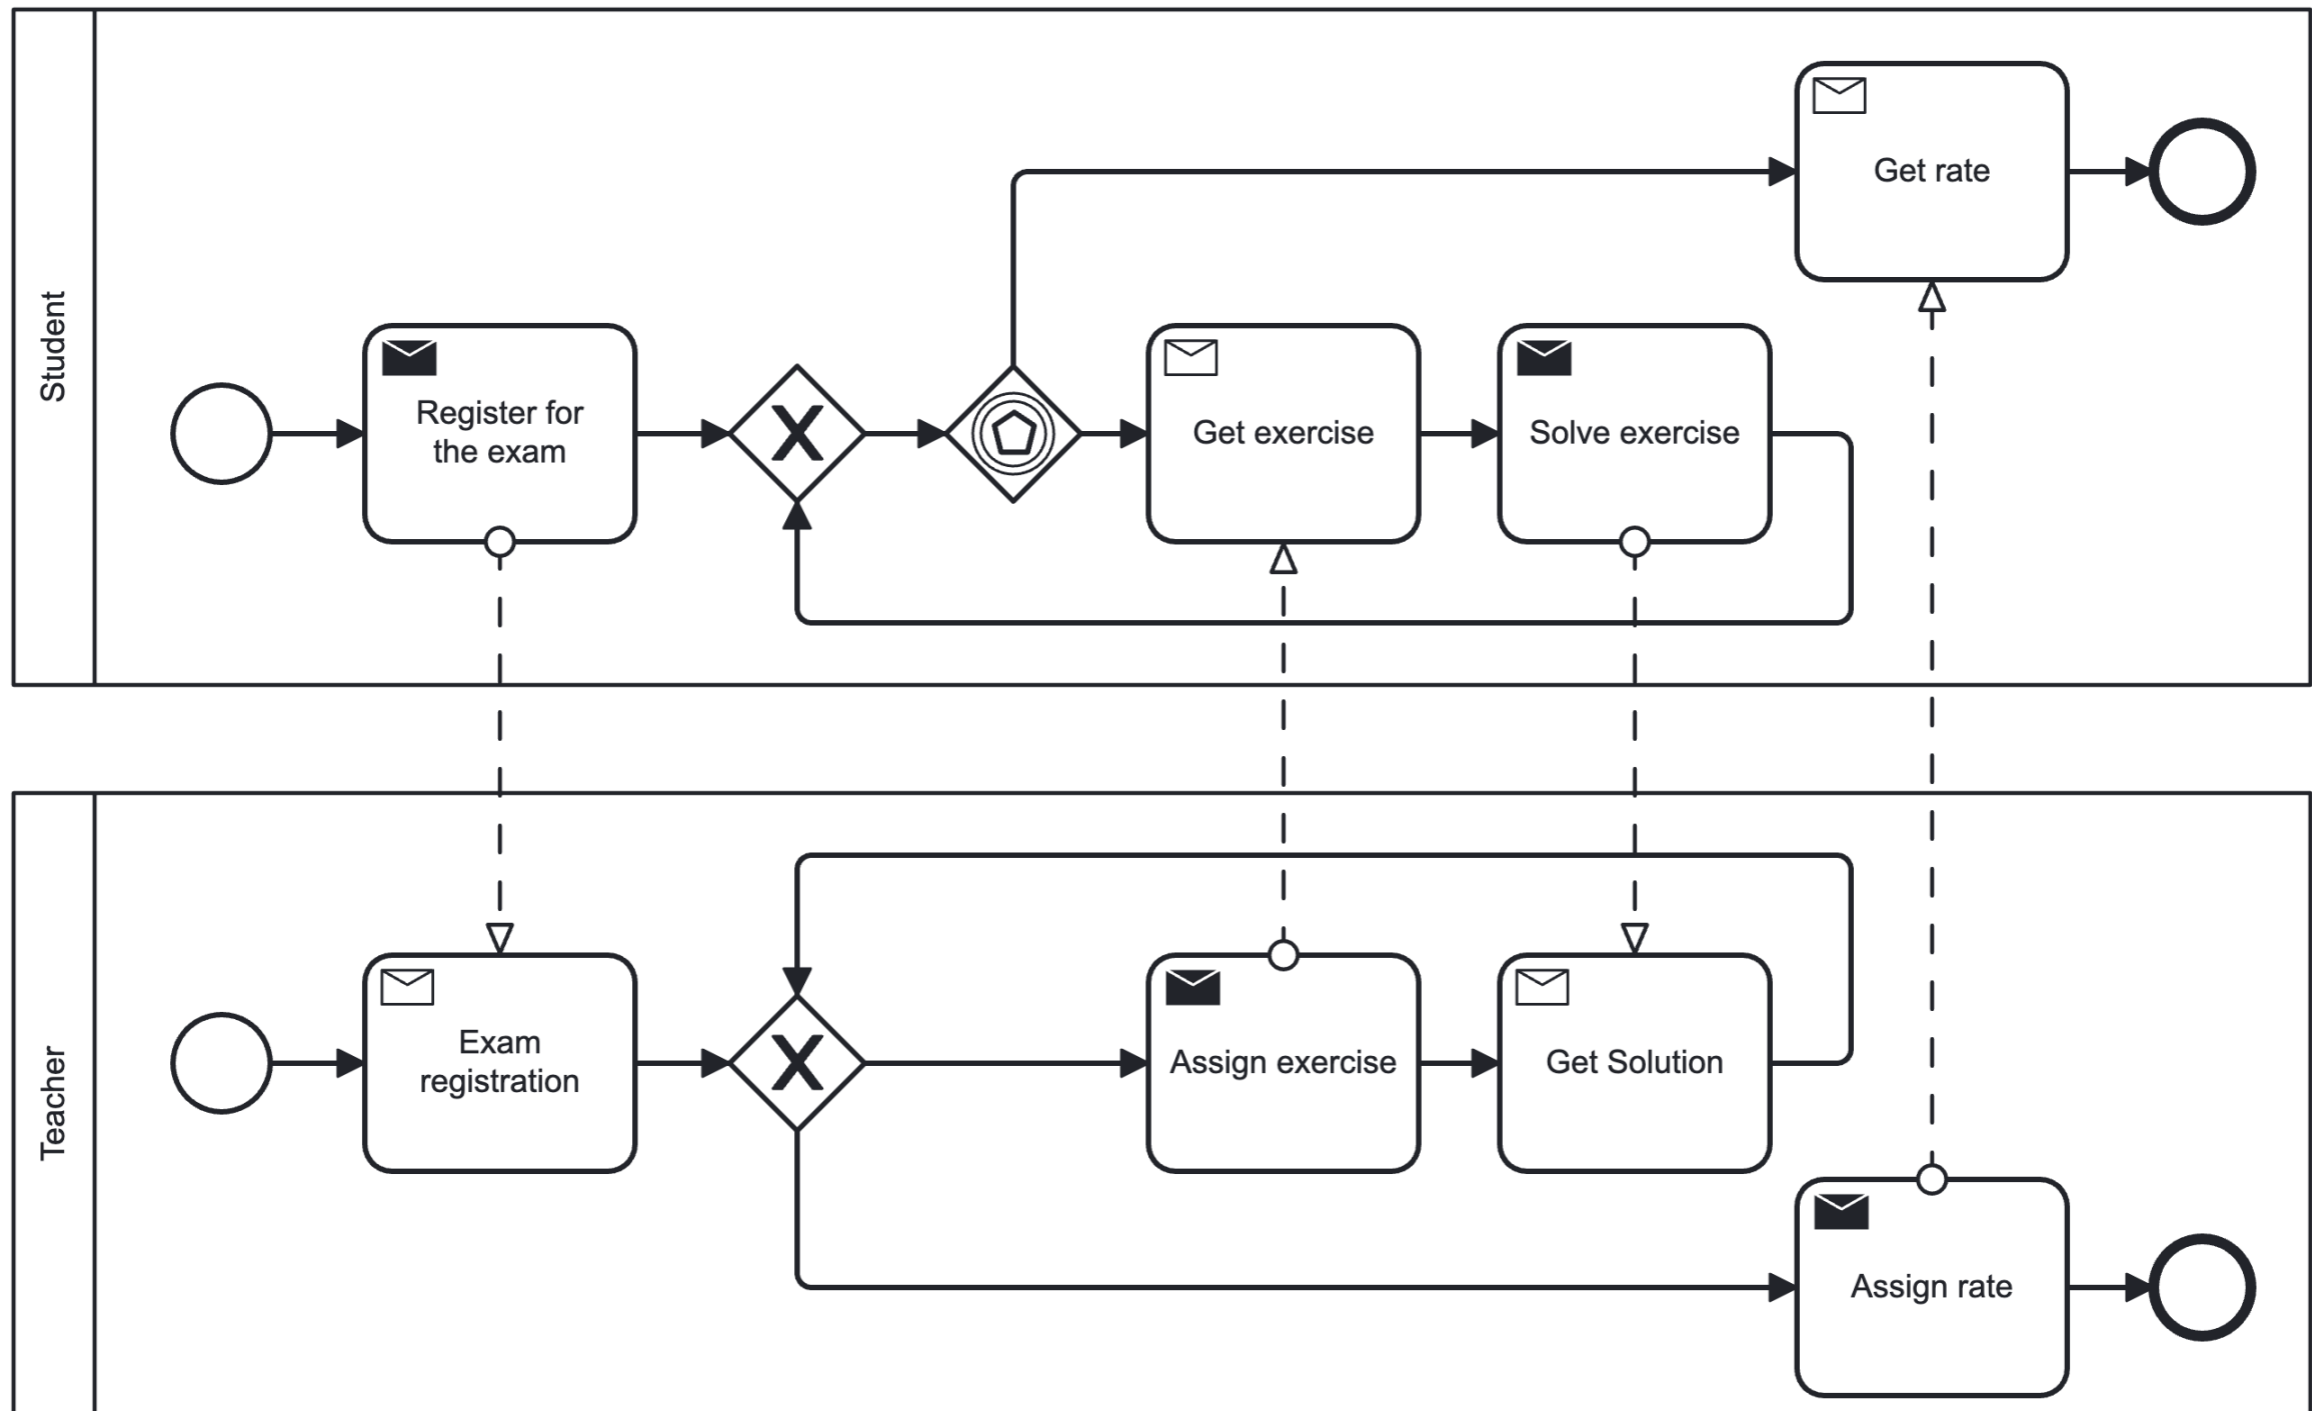 Student
Get rate
Register for
the exam
Get exercise
Solve exercise
Teacher
Exam
registration
Assign exercise
Get Solution
Assign rate